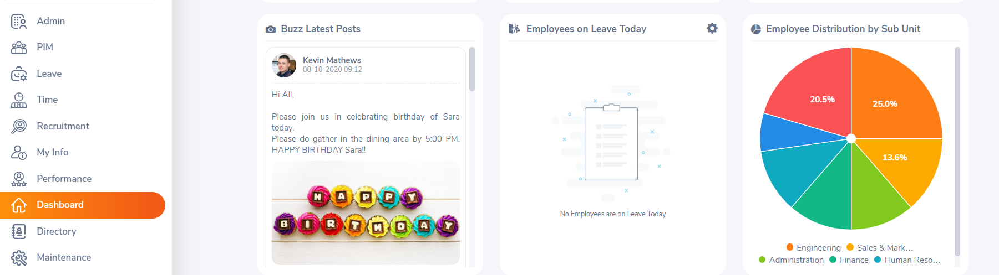 Admin
PIM
Leave
Time
Recruitment
My Info
Performance
Dashboard
Directory
Maintenance
Buzz Latest Posts
Kevin Mathews
08-10-2020 09:12
Hi All,
Please join us in celebrating birthday of Sara
today.
Please do gather in the dining area by 5:00 PM.
HAPPY BIRTHDAY Sara!!
HAPPY
BIRTHDAY
Employees on Leave Today
No Employees are on Leave Today
Employee Distribution by Sub Unit
20.5%
25.0%
13.6%
Engineering
Sales & Mark...
Administration
Finance
Human Reso...